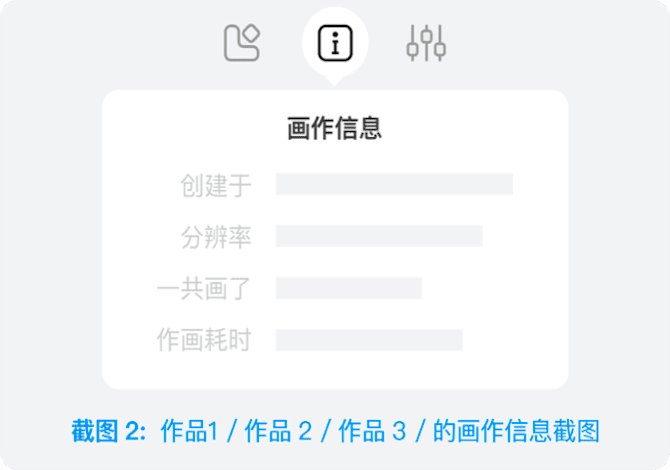 画作信息
创建于
分辨率
一共画了
作画耗时
截图 2: 作品1 / 作品 2 / 作品 3 / 的画作信息截图